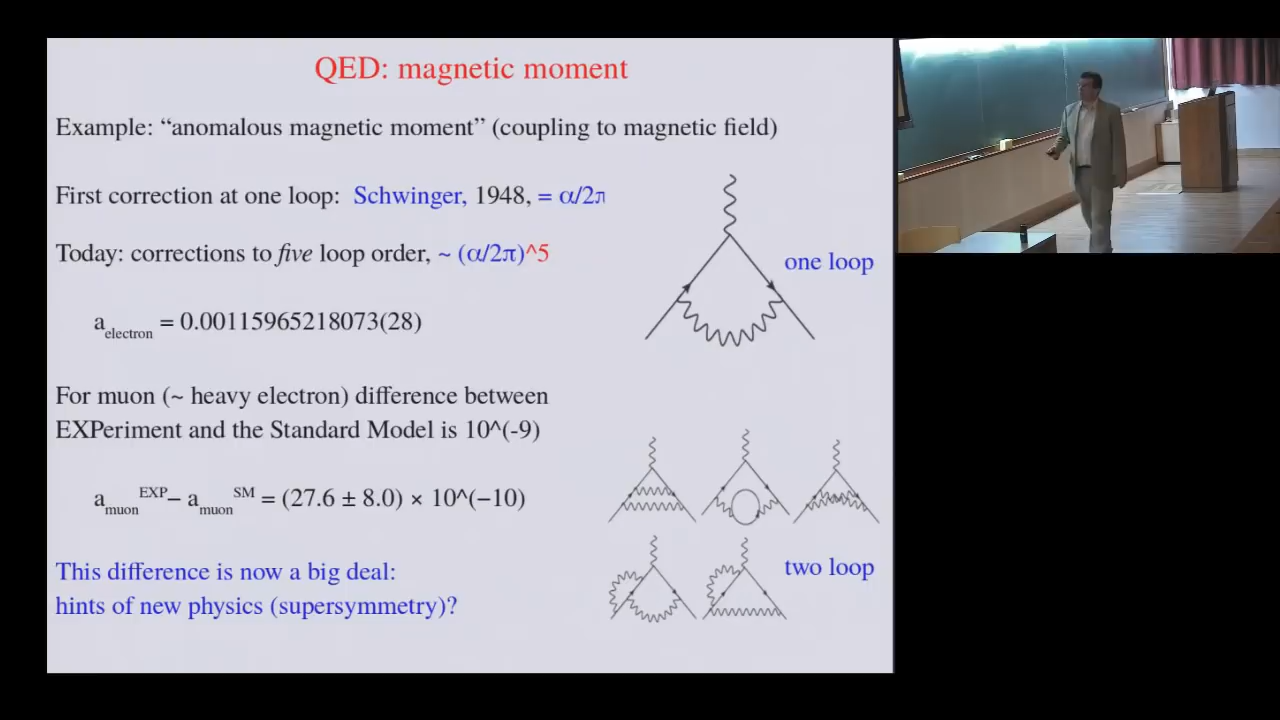 QED: magnetic moment
Example: “anomalous magnetic moment” (coupling to magnetic field)
First correction at one loop: Schwinger, 1948, = α/2π
Today: corrections to five loop order, ~ (α/2π)^5
one loop
a_electron = 0.00115965218073(28)
For muon (~ heavy electron) difference between
EXPeriment and the Standard Model is 10^(-9)
a_muon^EXP – a_muon^SM = (27.6 ± 8.0) × 10^(−10)
This difference is now a big deal:
two loop
hints of new physics (supersymmetry)?